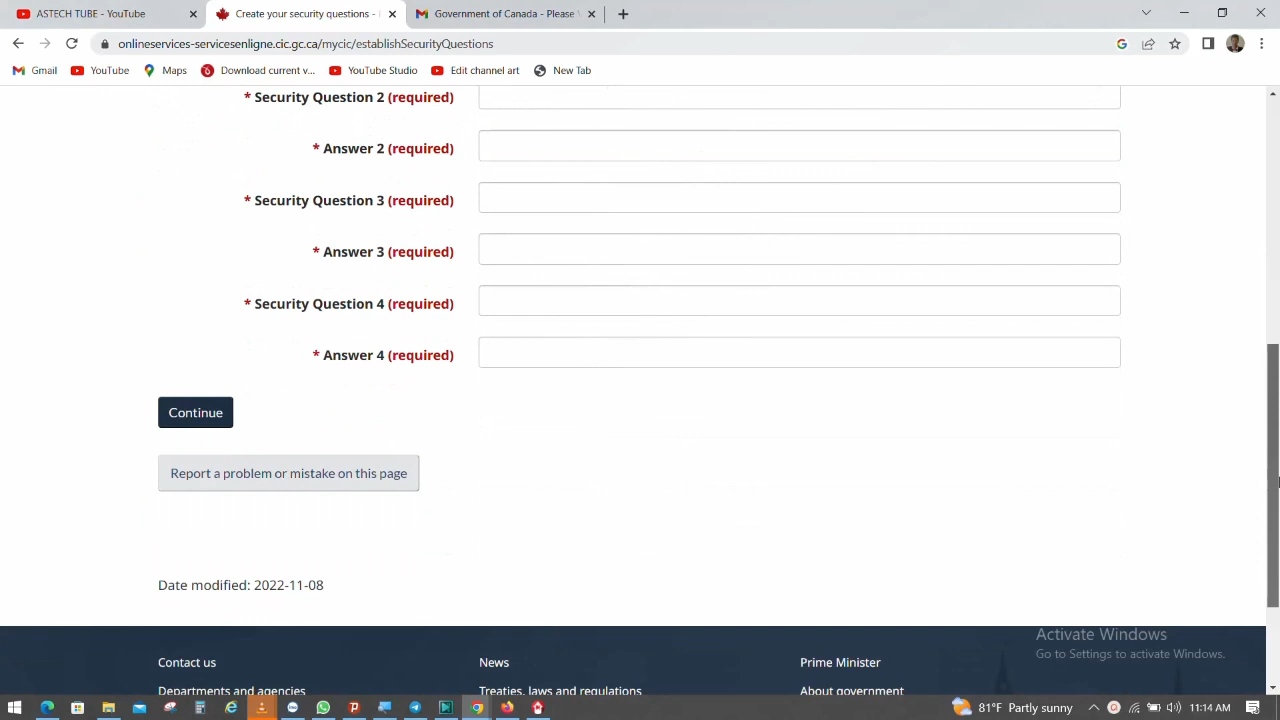 ASTECH TUBE - YouTube
Create your security questions -
Government of Canada - Please
onlineservices-servicesenligne.cic.gc.ca/mycic/establishSecurityQuestions
Gmail YouTube Maps Download current v... YouTube Studio Edit channel art New Tab
* Security Question 2 (required)
* Answer 2 (required)
* Security Question 3 (required)
* Answer 3 (required)
* Security Question 4 (required)
* Answer 4 (required)
Continue
Report a problem or mistake on this page
Date modified: 2022-11-08
Activate Windows
Go to Settings to activate Windows.
Contact us News Prime Minister
Departments and agencies Treaties, laws and regulations About government
81°F Partly sunny 11:14 AM